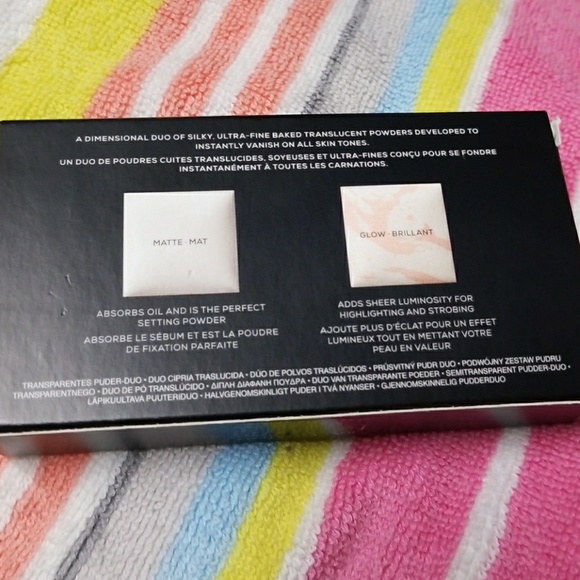 A DIMENSIONAL DUO OF SILKY, ULTRA-FINE BAKED TRANSLUCENT POWDERS DEVELOPED TO
INSTANTLY VANISH ON ALL SKIN TONES.
UN DUO DE POUDRES CUITES TRANSLUCIDES, SOYEUSES ET ULTRA-FINES CONÇU POUR SE FONDRE
INSTANTANÉMENT À TOUTES LES CARNATIONS.
MATTE · MAT
ABSORBS OIL AND IS THE PERFECT
SETTING POWDER
ABSORBE LE SÉBUM ET EST LA POUDRE
DE FIXATION PARFAITE
GLOW · BRILLANT
ADDS SHEER LUMINOSITY FOR
HIGHLIGHTING AND STROBING
AJOUTE PLUS D'ÉCLAT POUR UN EFFET
LUMINEUX TOUT EN METTANT VOTRE
PEAU EN VALEUR
TRANSPARENTES PUDER-DUO • DUO CIPRIA TRASLUCIDA • DÚO DE POLVOS TRASLÚCIDOS • PRŮSVITNÝ PUDR DUO • PODWÓJNY ZESTAW PUDRU
TRANSPARENTNEGO • DUO DE PÓ TRANSLÚCIDO • ΔΙΠΛΗ ΔΙΑΦΑΝΗ ΠΟΥΔΡΑ • DUO VAN TRANSPARANTE POEDER • SEMITRANSPARENT PUDDER-DUO •
LÄPIKUULTAVA PUUTERIDUO • HALVGENOMSKINLIGT PUDER I TVÅ NYANSER • GJENNOMSKINNELIG PUDDERDUO